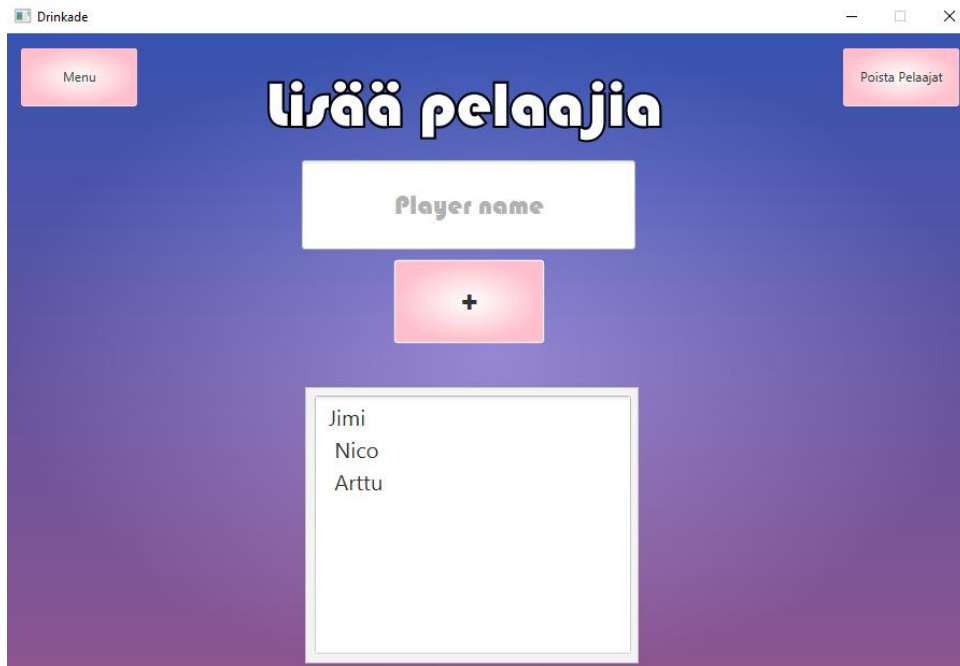 Drinkade
Menu
Poista Pelaajat
Lisää pelaajia
Player name
+
Jimi
Nico
Arttu